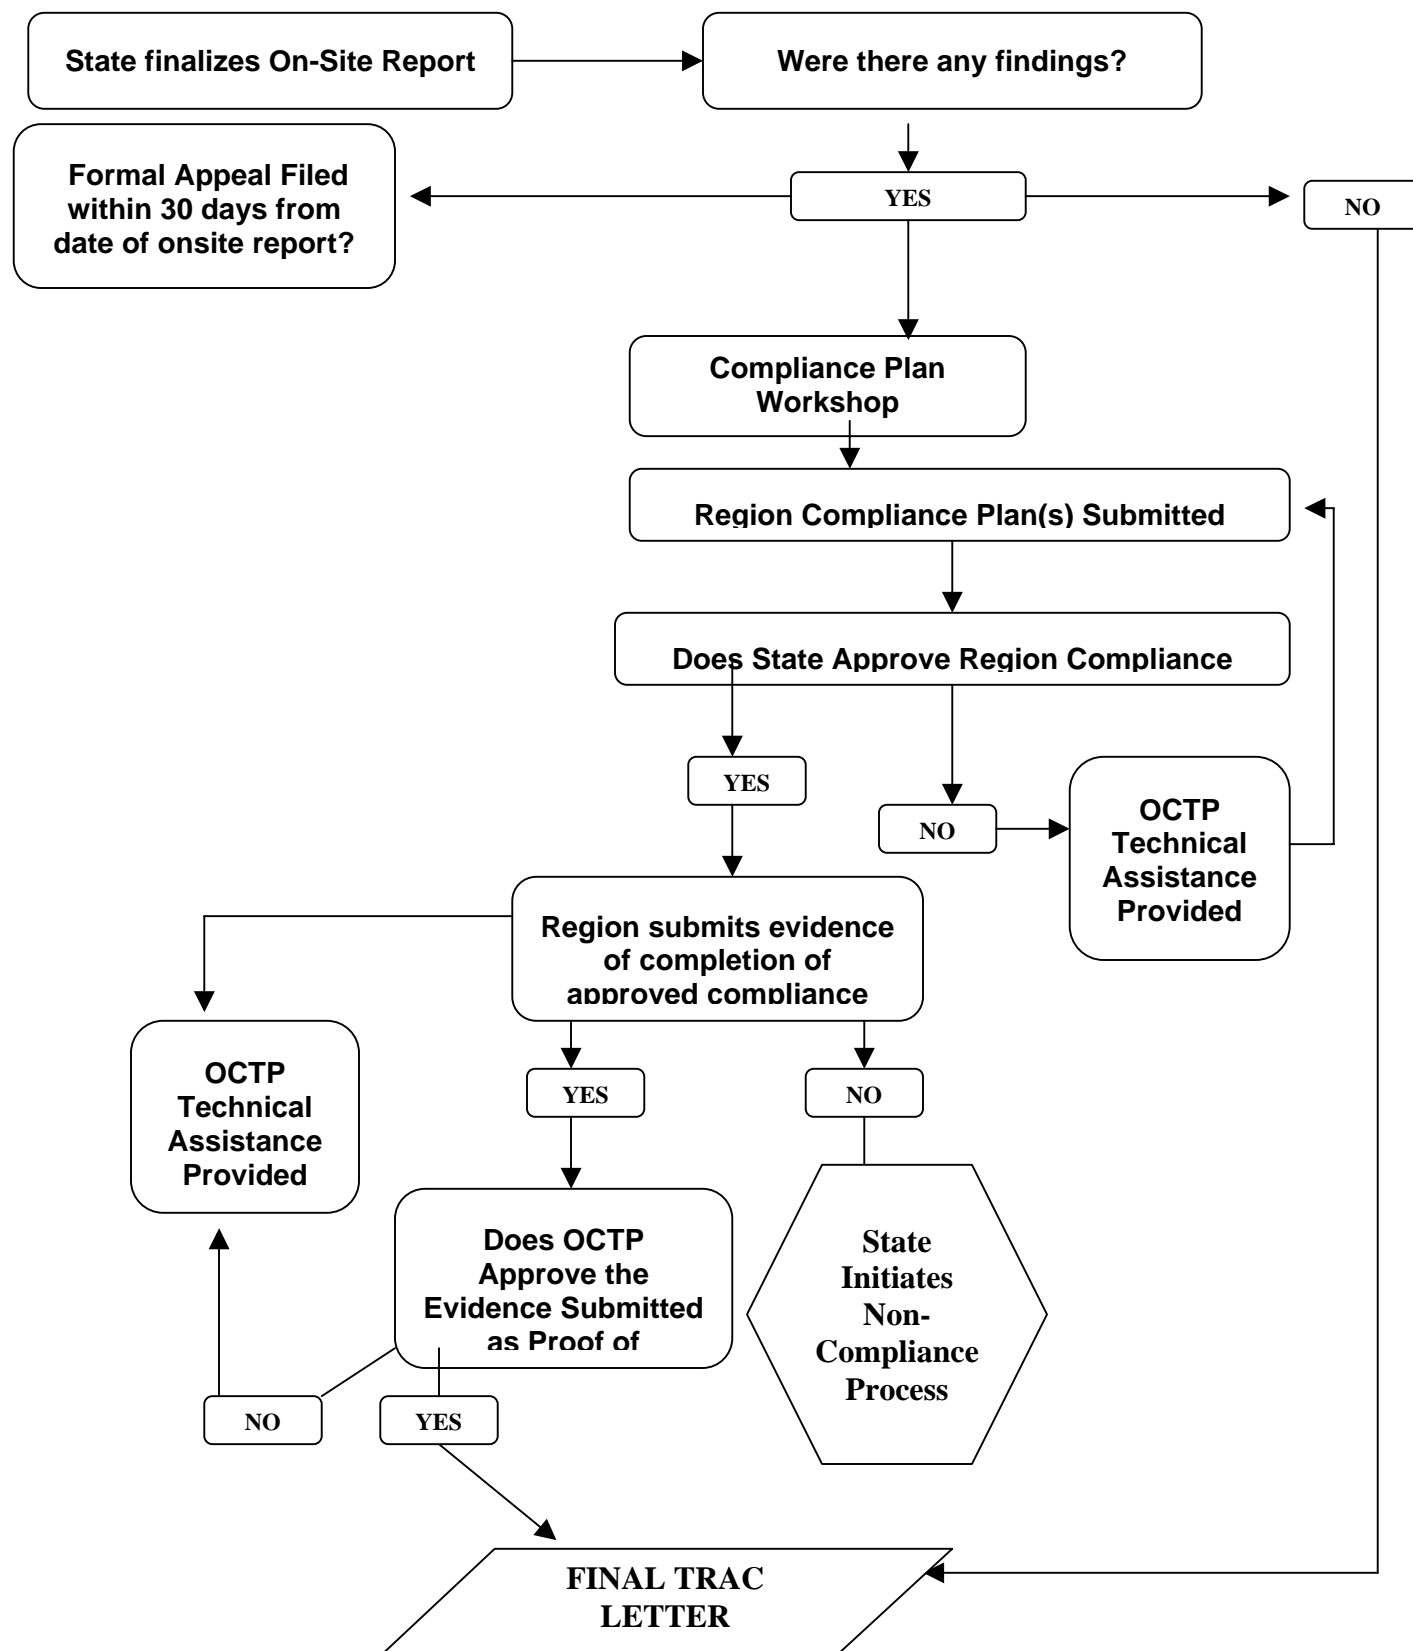 State finalizes On-Site Report
Were there any findings?
Formal Appeal Filed
within 30 days from
date of onsite report?
YES
NO
Compliance Plan
Workshop
Region Compliance Plan(s) Submitted
Does State Approve Region Compliance
YES
NO
OCTP
Technical
Assistance
Provided
Region submits evidence
of completion of
approved compliance
OCTP
Technical
Assistance
Provided
YES
NO
Does OCTP
Approve the
Evidence Submitted
as Proof of
State
Initiates
Non-
Compliance
Process
NO
YES
FINAL TRAC
LETTER